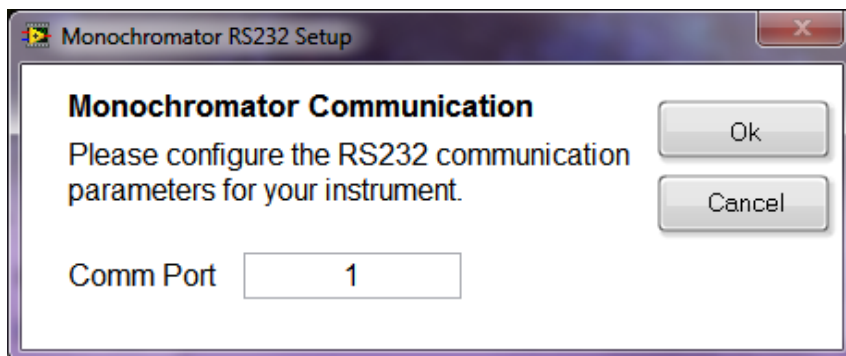 Monochromator RS232 Setup
Monochromator Communication
Please configure the RS232 communication
parameters for your instrument.
Ok
Cancel
Comm Port 1